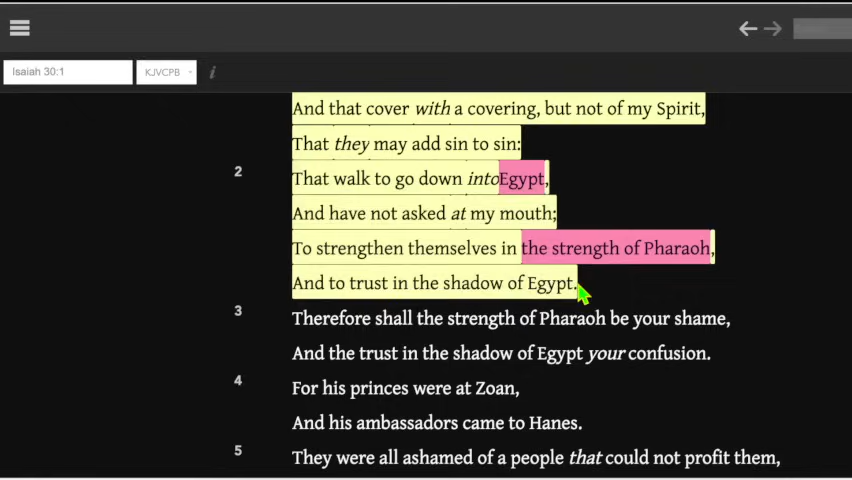 Isaiah 30:1
KJVCPB
i
And that cover with a covering, but not of my Spirit,
That they may add sin to sin:
2 That walk to go down intoEgypt,
And have not asked at my mouth;
To strengthen themselves in the strength of Pharaoh,
And to trust in the shadow of Egypt.
3 Therefore shall the strength of Pharaoh be your shame,
And the trust in the shadow of Egypt your confusion.
4 For his princes were at Zoan,
And his ambassadors came to Hanes.
5 They were all ashamed of a people that could not profit them,